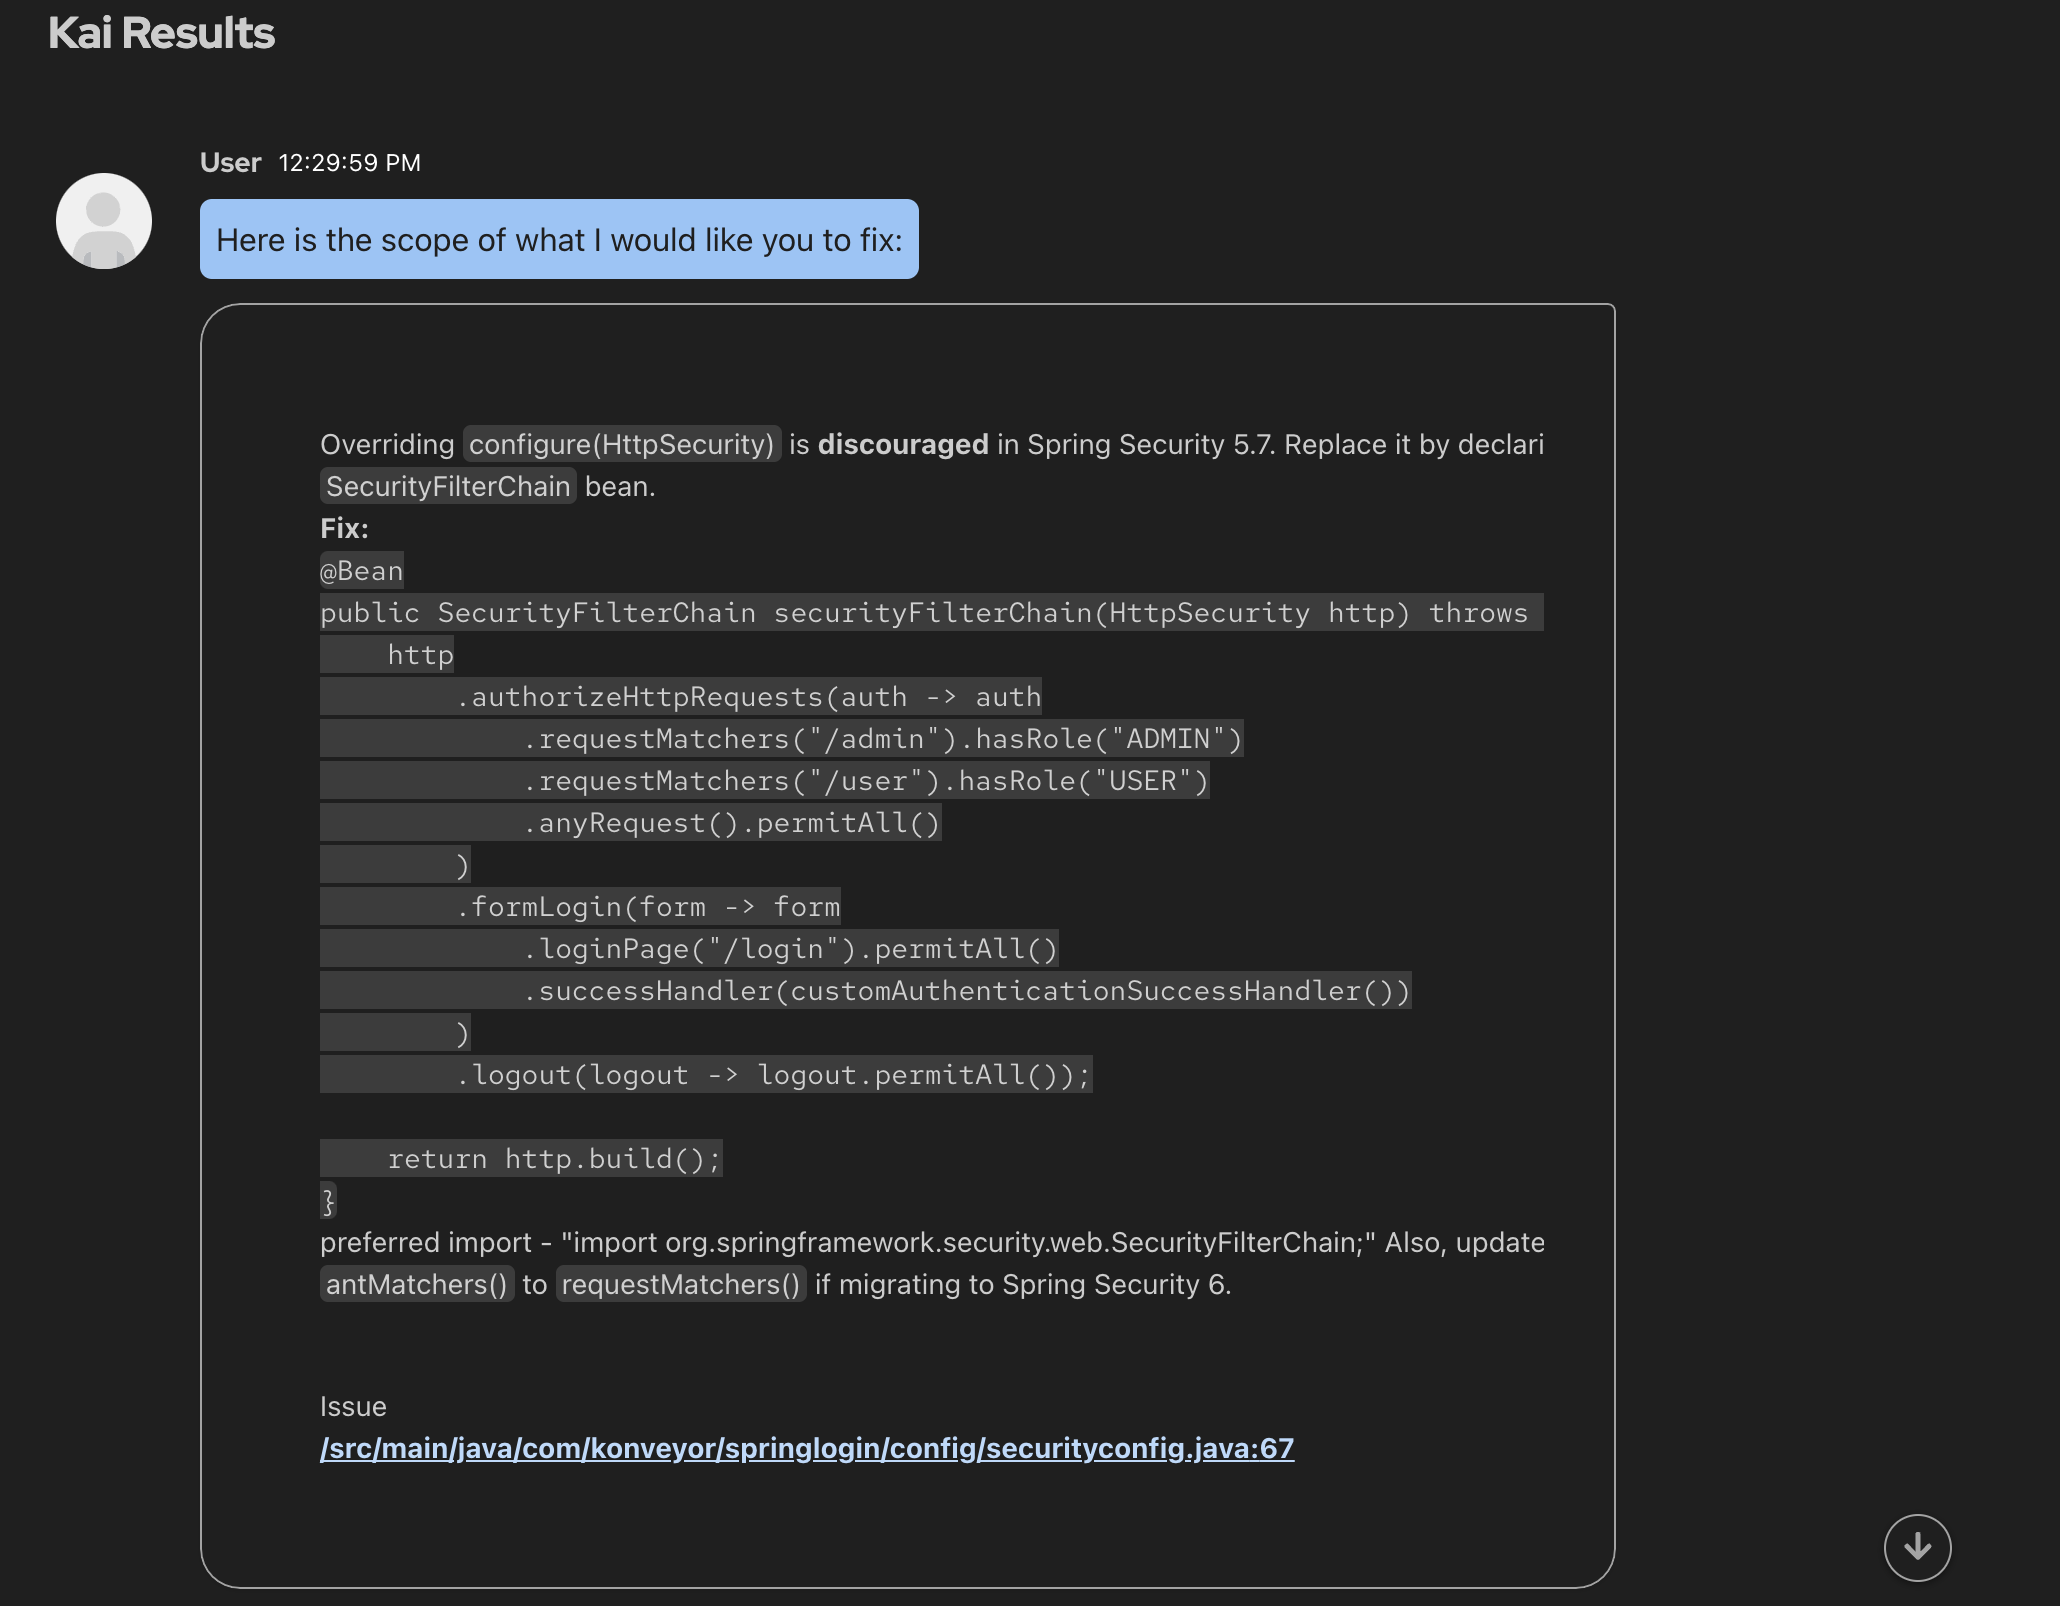 Kai Results
User 12:29:59 PM
Here is the scope of what I would like you to fix:
Overriding configure(HttpSecurity) is discouraged in Spring Security 5.7. Replace it by declari
SecurityFilterChain bean.
Fix:
@Bean
public SecurityFilterChain securityFilterChain(HttpSecurity http) throws
    http
        .authorizeHttpRequests(auth -> auth
            .requestMatchers("/admin").hasRole("ADMIN")
            .requestMatchers("/user").hasRole("USER")
            .anyRequest().permitAll()
        )
        .formLogin(form -> form
            .loginPage("/login").permitAll()
            .successHandler(customAuthenticationSuccessHandler())
        )
        .logout(logout -> logout.permitAll());
    return http.build();
}
preferred import - "import org.springframework.security.web.SecurityFilterChain;" Also, update
antMatchers() to requestMatchers() if migrating to Spring Security 6.
Issue
/src/main/java/com/konveyor/springlogin/config/securityconfig.java:67